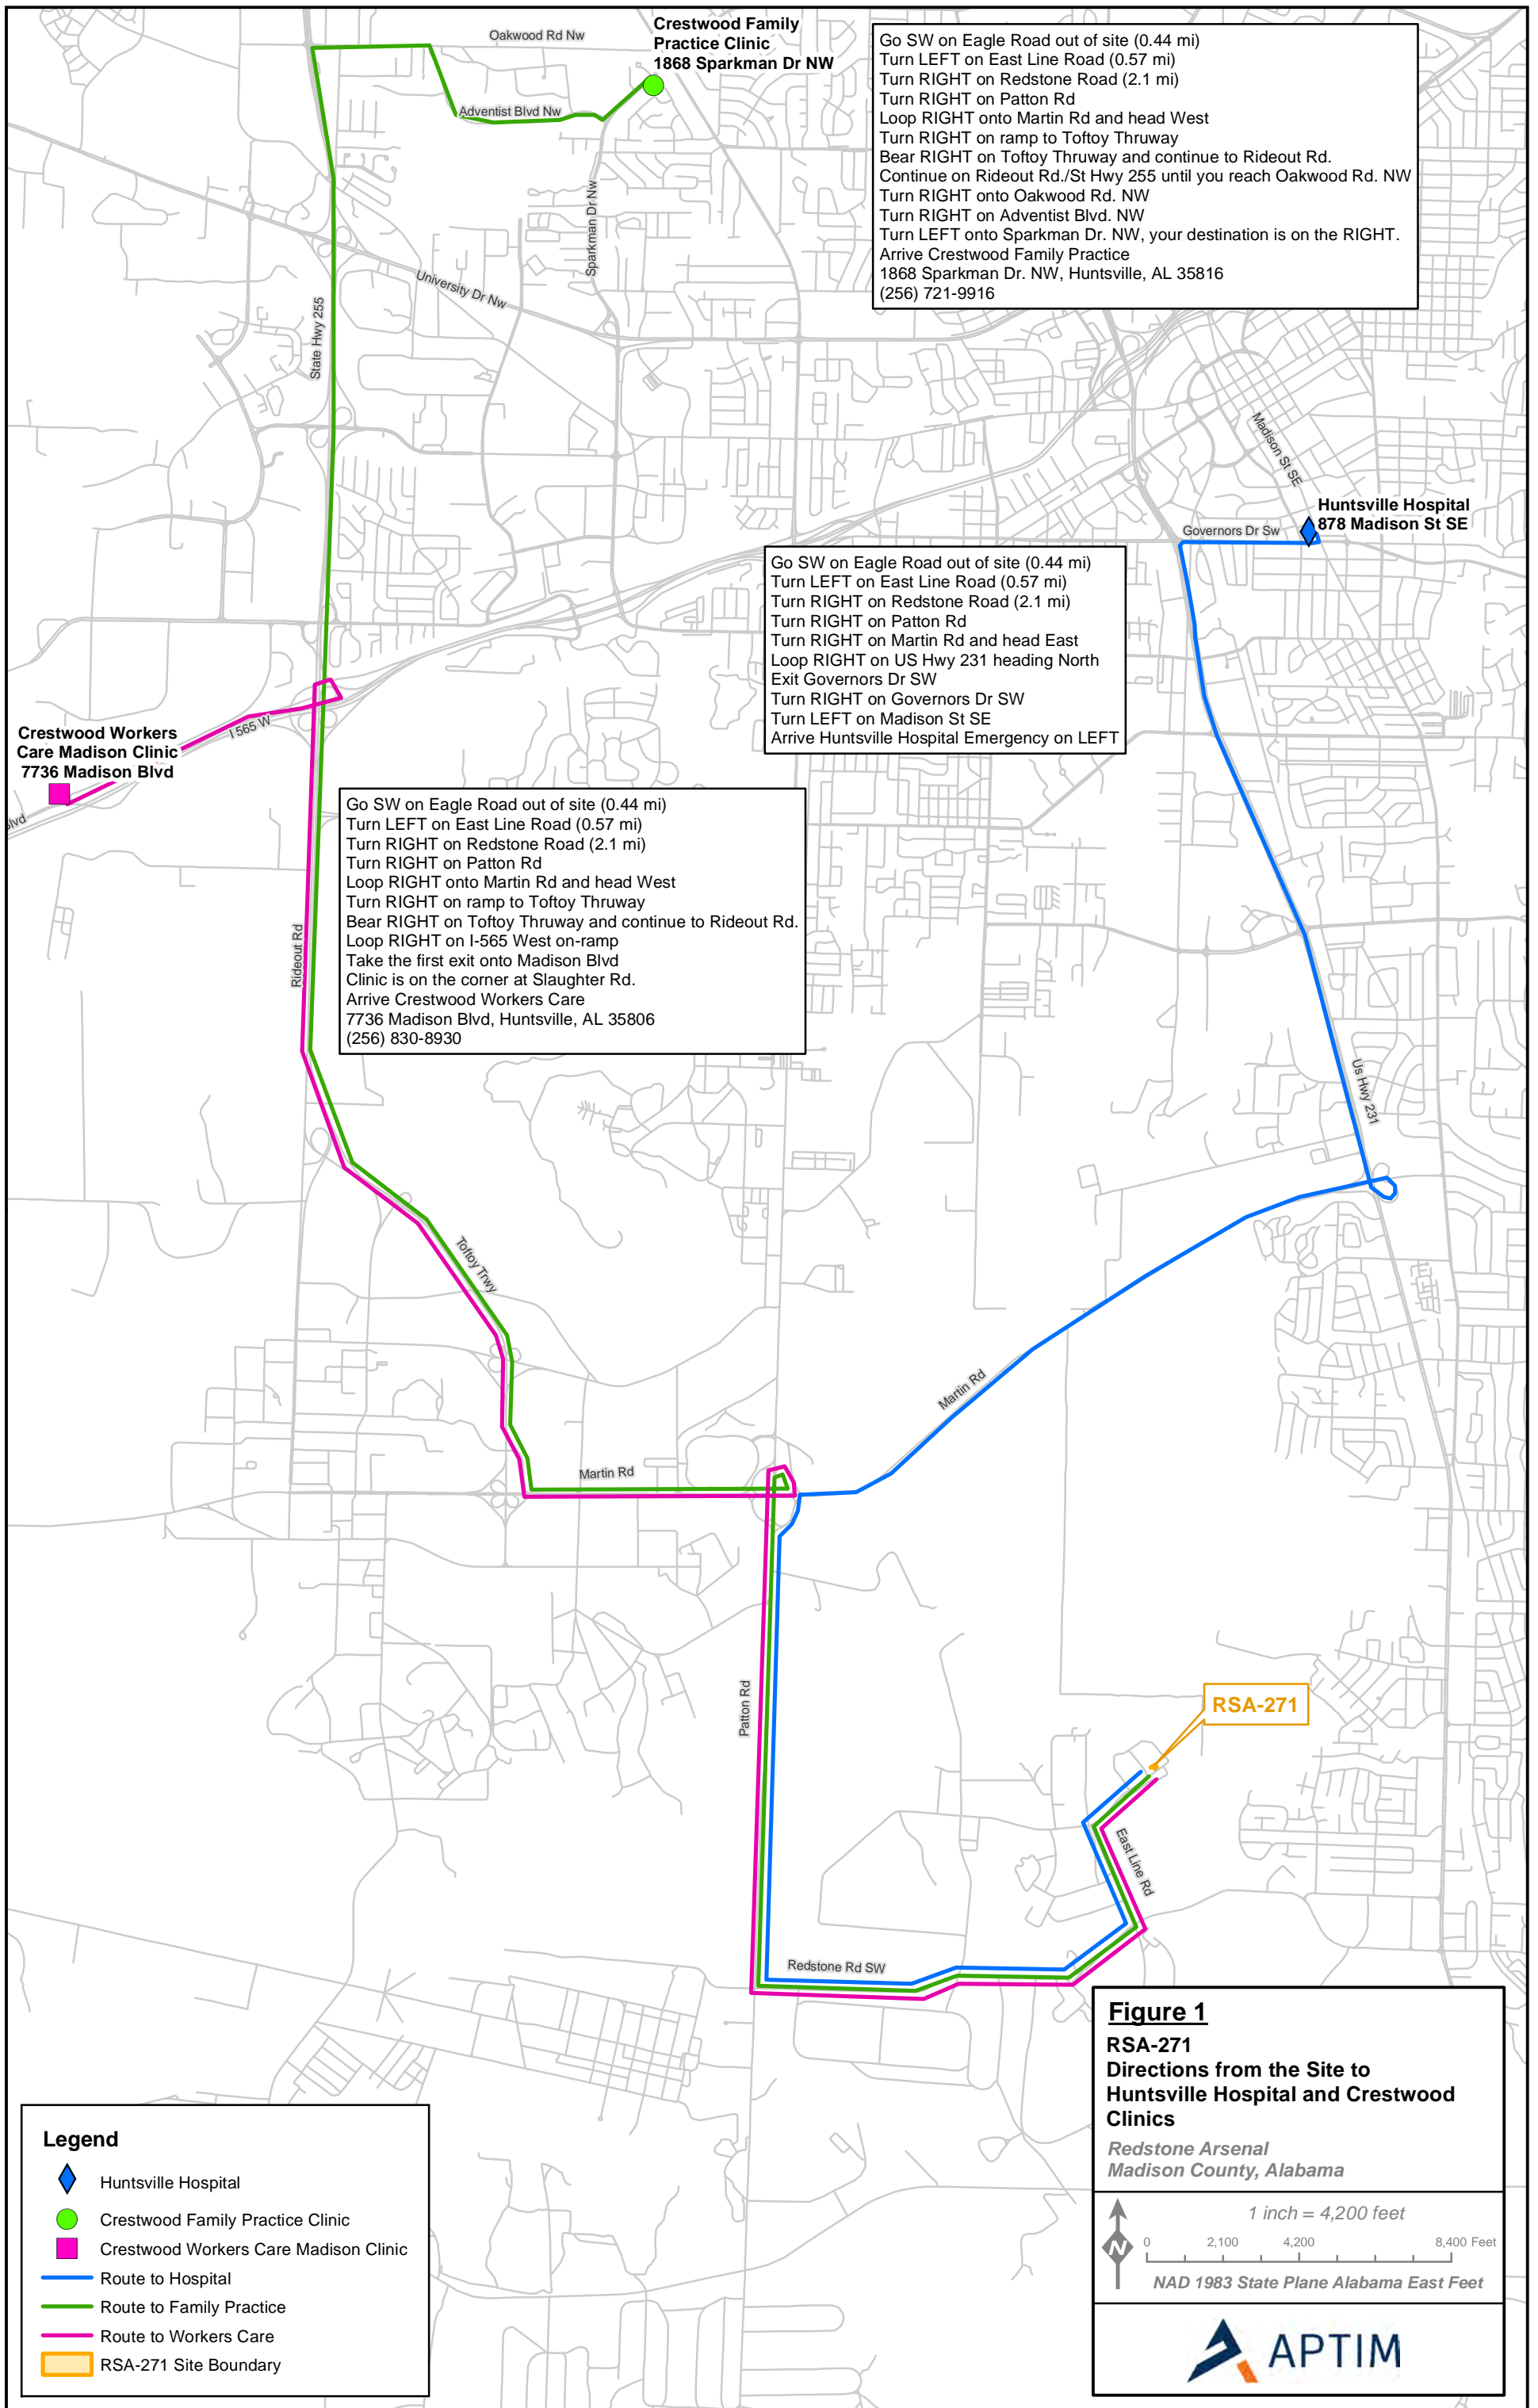 Oakwood Rd Nw
Crestwood Family
Practice Clinic
1868 Sparkman Dr NW
Adventist Blvd Nw
Go SW on Eagle Road out of site (0.44 mi)
Turn LEFT on East Line Road (0.57 mi)
Turn RIGHT on Redstone Road (2.1 mi)
Turn RIGHT on Patton Rd
Loop RIGHT onto Martin Rd and head West
Turn RIGHT on ramp to Toftoy Thruway
Bear RIGHT on Toftoy Thruway and continue to Rideout Rd.
Continue on Rideout Rd./St Hwy 255 until you reach Oakwood Rd. NW
Turn RIGHT onto Oakwood Rd. NW
Turn RIGHT on Adventist Blvd. NW
Turn LEFT onto Sparkman Dr. NW, your destination is on the RIGHT.
Arrive Crestwood Family Practice
1868 Sparkman Dr. NW, Huntsville, AL 35816
(256) 721-9916
Sparkman Dr Nw
University Dr Nw
State Hwy 255
Madison St SE
Huntsville Hospital
878 Madison St SE
Governors Dr Sw
Go SW on Eagle Road out of site (0.44 mi)
Turn LEFT on East Line Road (0.57 mi)
Turn RIGHT on Redstone Road (2.1 mi)
Turn RIGHT on Patton Rd
Turn RIGHT on Martin Rd and head East
Loop RIGHT on US Hwy 231 heading North
Exit Governors Dr SW
Turn RIGHT on Governors Dr SW
Turn LEFT on Madison St SE
Arrive Huntsville Hospital Emergency on LEFT
I 565 W
Crestwood Workers
Care Madison Clinic
7736 Madison Blvd
Blvd
Go SW on Eagle Road out of site (0.44 mi)
Turn LEFT on East Line Road (0.57 mi)
Turn RIGHT on Redstone Road (2.1 mi)
Turn RIGHT on Patton Rd
Loop RIGHT onto Martin Rd and head West
Turn RIGHT on ramp to Toftoy Thruway
Bear RIGHT on Toftoy Thruway and continue to Rideout Rd.
Loop RIGHT on I-565 West on-ramp
Take the first exit onto Madison Blvd
Clinic is on the corner at Slaughter Rd.
Arrive Crestwood Workers Care
7736 Madison Blvd, Huntsville, AL 35806
(256) 830-8930
Rideout Rd
Us Hwy 231
Toftoy Trwy
Martin Rd
Martin Rd
Patton Rd
RSA-271
East Line Rd
Redstone Rd SW
Figure 1
RSA-271
Directions from the Site to
Huntsville Hospital and Crestwood
Clinics
Redstone Arsenal
Madison County, Alabama
1 inch = 4,200 feet
N
0 2,100 4,200 8,400 Feet
NAD 1983 State Plane Alabama East Feet
APTIM
Legend
Huntsville Hospital
Crestwood Family Practice Clinic
Crestwood Workers Care Madison Clinic
Route to Hospital
Route to Family Practice
Route to Workers Care
RSA-271 Site Boundary